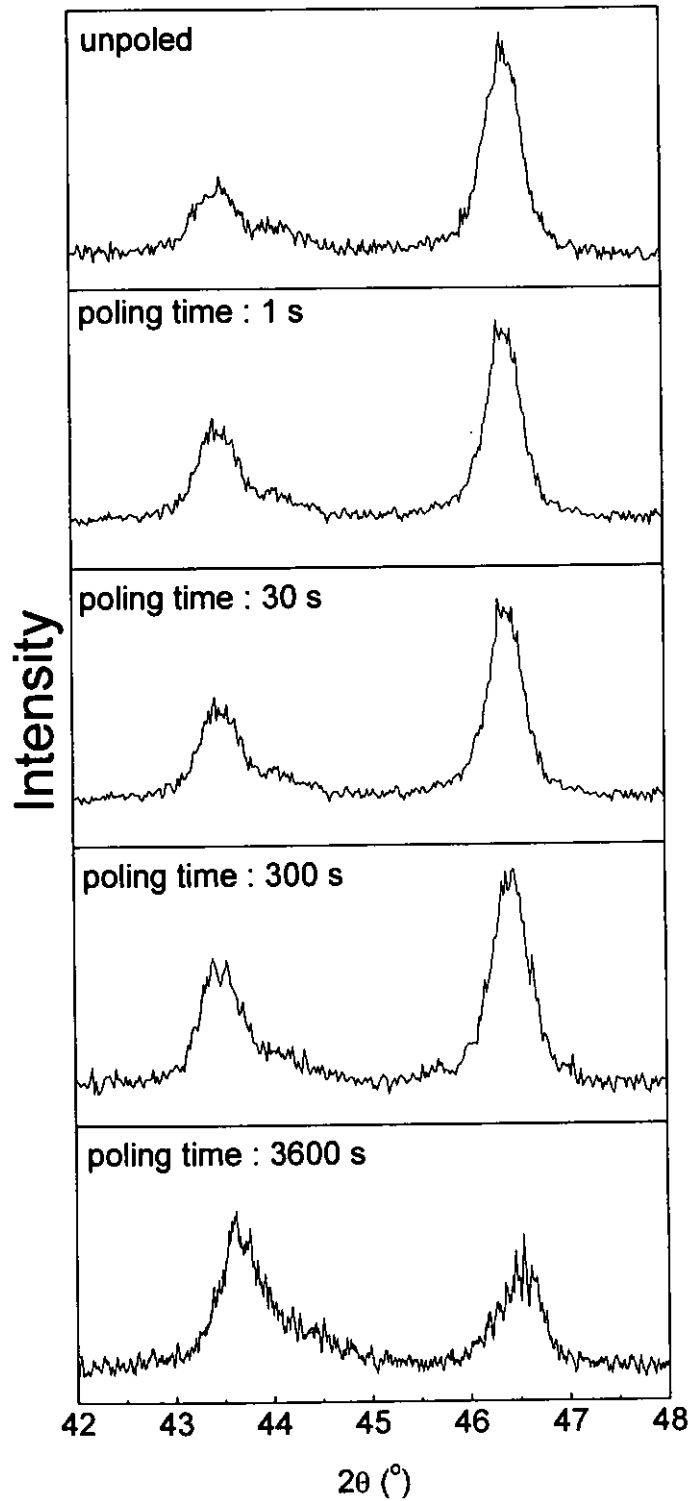 unpoled
poling time : 1 s
poling time : 30 s
poling time : 300 s
poling time : 3600 s
Intensity
42 43 44 45 46 47 48
2θ (°)